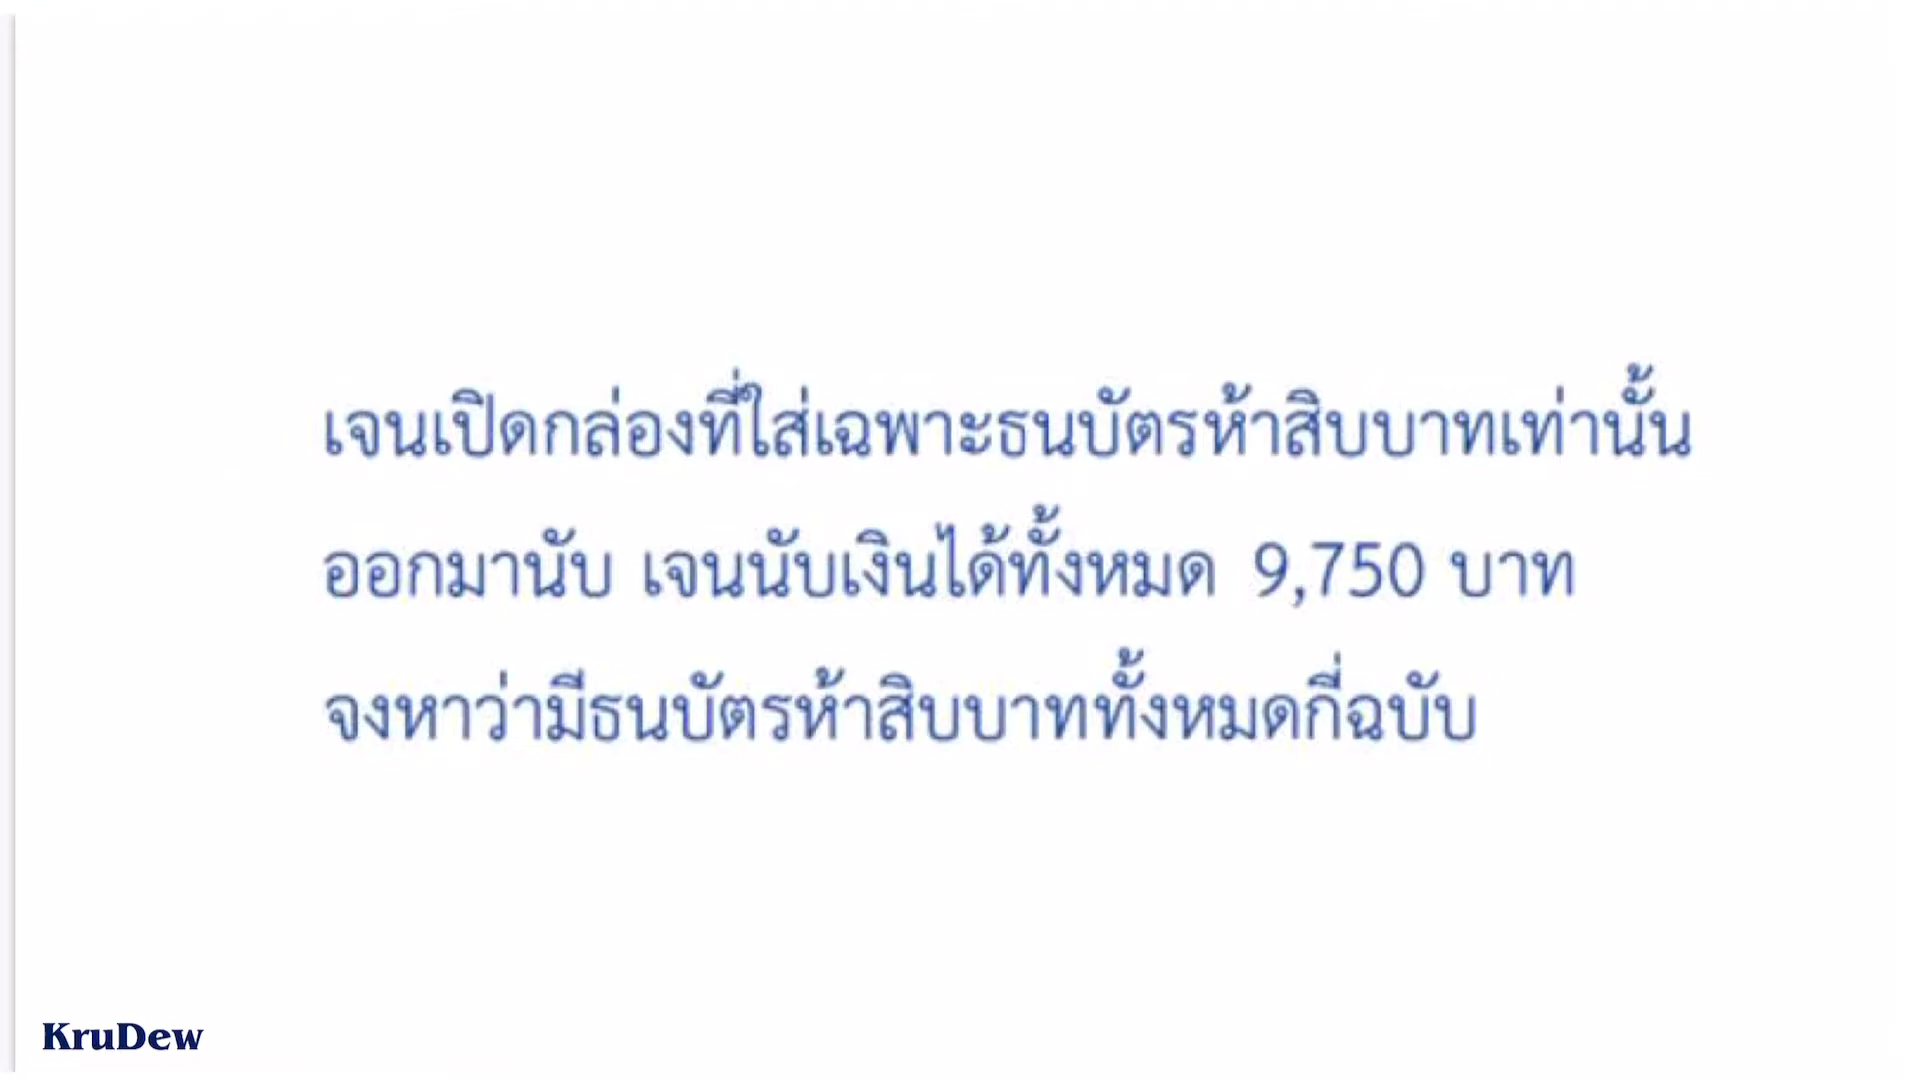 เจนเปิดกล่องที่ใส่เฉพาะธนบัตรห้าสิบบาทเท่านั้น
ออกมานับ เจนนับเงินได้ทั้งหมด 9,750 บาท
จงหาว่ามีธนบัตรห้าสิบบาททั้งหมดกี่ฉบับ
KruDew